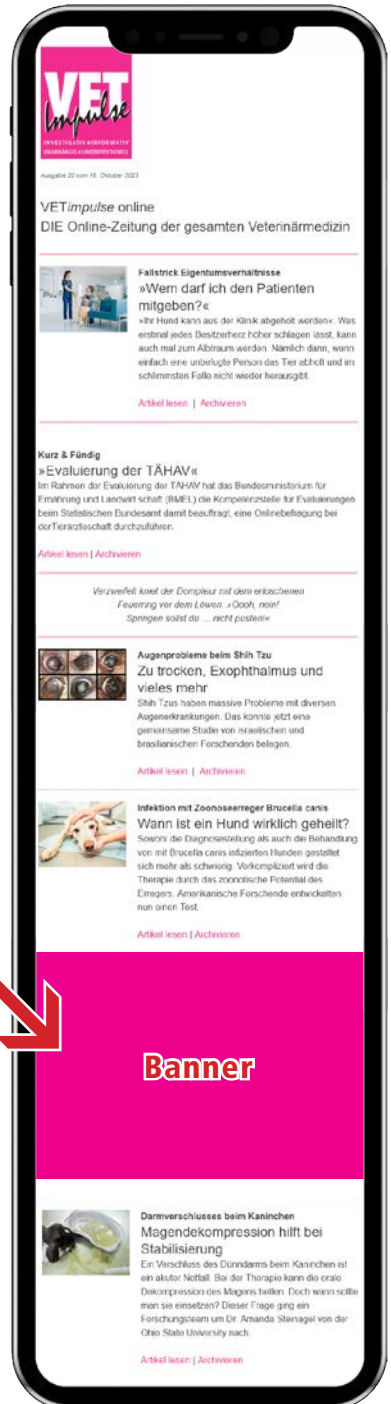 VET
Impulse
INVESTIGATIV INFORMATIV
UNABHÄNGIG UNKONVENTIONELL
Ausgabe 20 vom 16. Oktober 2023
VETimpulse online
DIE Online-Zeitung der gesamten Veterinärmedizin
Fallstrick Eigentumsverhältnisse
»Wem darf ich den Patienten
mitgeben?«
»Ihr Hund kann aus der Klinik abgeholt werden«. Was
erstmal jedes Besitzerherz höher schlagen lässt, kann
auch mal zum Albtraum werden. Nämlich dann, wenn
einfach eine unbefugte Person das Tier abholt und im
schlimmsten Falle nicht wieder herausgibt.
Artikel lesen | Archivieren
Kurz & Fündig
»Evaluierung der TÄHAV«
Im Rahmen der Evaluierung der TÄHAV hat das Bundesministorium für
Ernährung und Landwirt schaft (BMEL) die Kompetenzstelle für Evaluierungen
beim Statistischen Bundesamt damit beauftragt, eine Onlinebefragung bei
derTierärzteschaft durchzuführen.
Artikel lesen | Archivieren
Verzweifelt kniet der Dompteur mit dem erloschenen
Feuerring vor dem Löwen. »Oooh, nein!
Springen sollst du ... nicht pusten!«
Augenprobleme beim Shih Tzu
Zu trocken, Exophthalmus und
vieles mehr
Shih Tzus haben massive Probleme mit diversen
Augenerkrankungen. Das konnte jetzt eine
gemeinsame Studie von israelischen und
brasilianischen Forschenden belegen.
Artikel lesen | Archivieren
Infektion mit Zoonoseerreger Brucella canis
Wann ist ein Hund wirklich geheilt?
Sowohl die Diagnosestellung als auch die Behandlung
von mit Brucella canis infizierten Hunden gestaltet
sich mehr als schwierig. Verkompliziert wird die
Therapie durch das zoonotische Potential des
Erregers. Amerikanische Forschende entwickelten
nun einen Test.
Artikel lesen | Archivieren
Banner
Darmverschlusses beim Kaninchen
Magendekompression hilft bei
Stabilisierung
Ein Verschluss des Dünndarms beim Kaninchen ist
ein akuter Notfall. Bei der Therapie kann die orale
Dekompression des Magens helfen. Doch wann sollte
man sie einsetzen? Dieser Frage ging ein
Forschungsteam um Dr. Amanda Sternagel von der
Ohio State University nach.
Artikel lesen | Archivieren